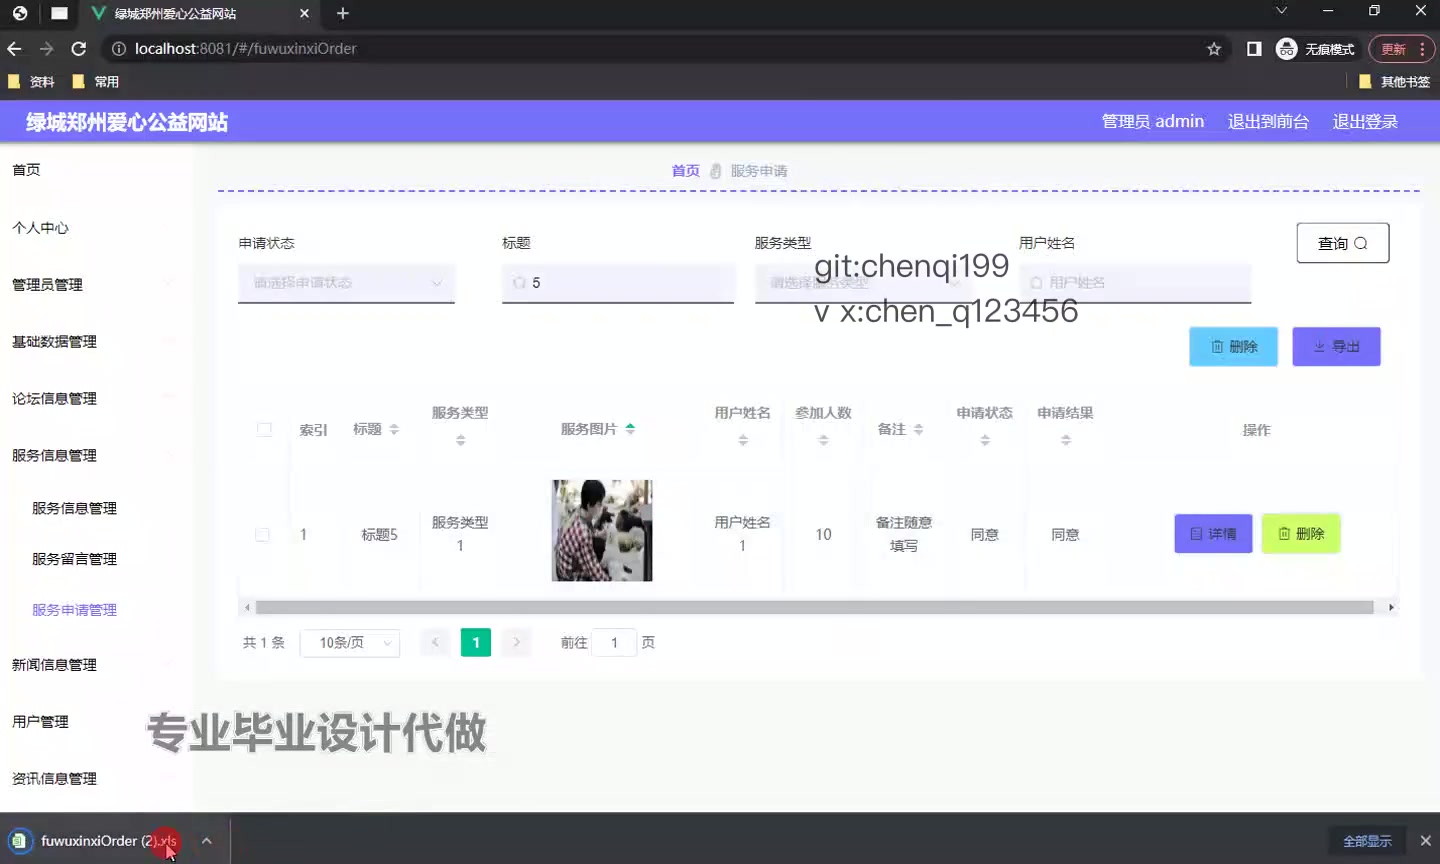 绿城郑州爱心公益网站
localhost:8081/#/fuwuxinxiOrder
无痕模式
更新
资料
常用
其他书签
绿城郑州爱心公益网站
管理员 admin
退出到前台
退出登录
首页
个人中心
管理员管理
基础数据管理
论坛信息管理
服务信息管理
服务信息管理
服务留言管理
服务申请管理
新闻信息管理
用户管理
资讯信息管理
首页
服务申请
申请状态
标题
服务类型
用户姓名
查询
请选择申请状态
5
请选择服务类型
用户姓名
git:chenqi199
v x:chen_q123456
删除
导出
索引
标题
服务类型
服务图片
用户姓名
参加人数
备注
申请状态
申请结果
操作
1
标题5
服务类型
1
用户姓名
1
10
备注随意
填写
同意
同意
详情
删除
共 1 条
10条/页
1
前往
1
页
专业毕业设计代做
fuwuxinxiOrder (2).xls
全部显示